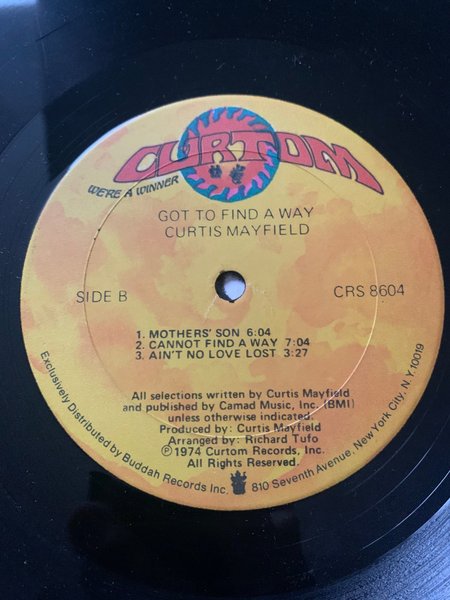 CURTOM
WE'RE A WINNER
GOT TO FIND A WAY
CURTIS MAYFIELD
SIDE B
CRS 8604
1. MOTHERS' SON 6:04
2. CANNOT FIND A WAY 7:04
3. AIN'T NO LOVE LOST 3:27
All selections written by Curtis Mayfield
and published by Camad Music, Inc. (BMI)
unless otherwise indicated.
Produced by: Curtis Mayfield
Arranged by: Richard Tufo
Ⓟ1974 Curtom Records, Inc.
All Rights Reserved.
Exclusively Distributed by Buddah Records Inc. 810 Seventh Avenue, New York City, N.Y. 10019